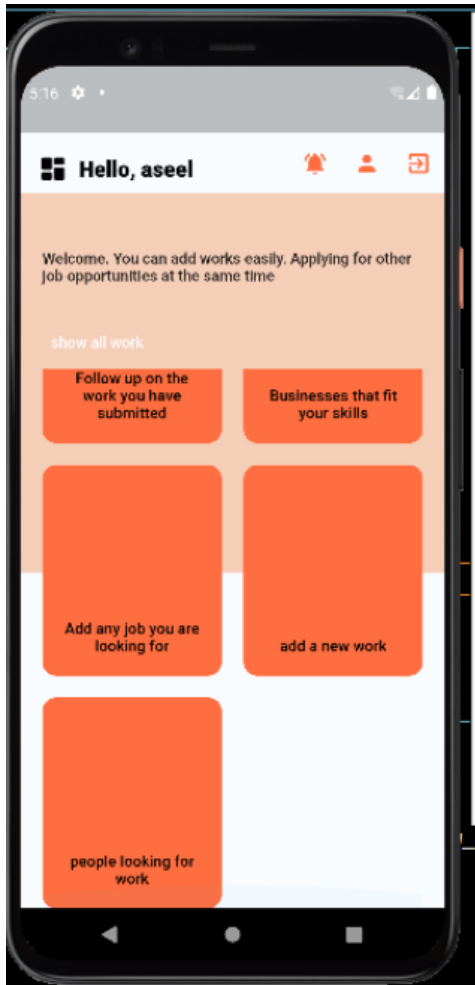 5:16
Hello, aseel
Welcome. You can add works easily. Applying for other
job opportunities at the same time
show all work
Follow up on the
work you have
submitted
Businesses that fit
your skills
Add any job you are
looking for
add a new work
people looking for
work